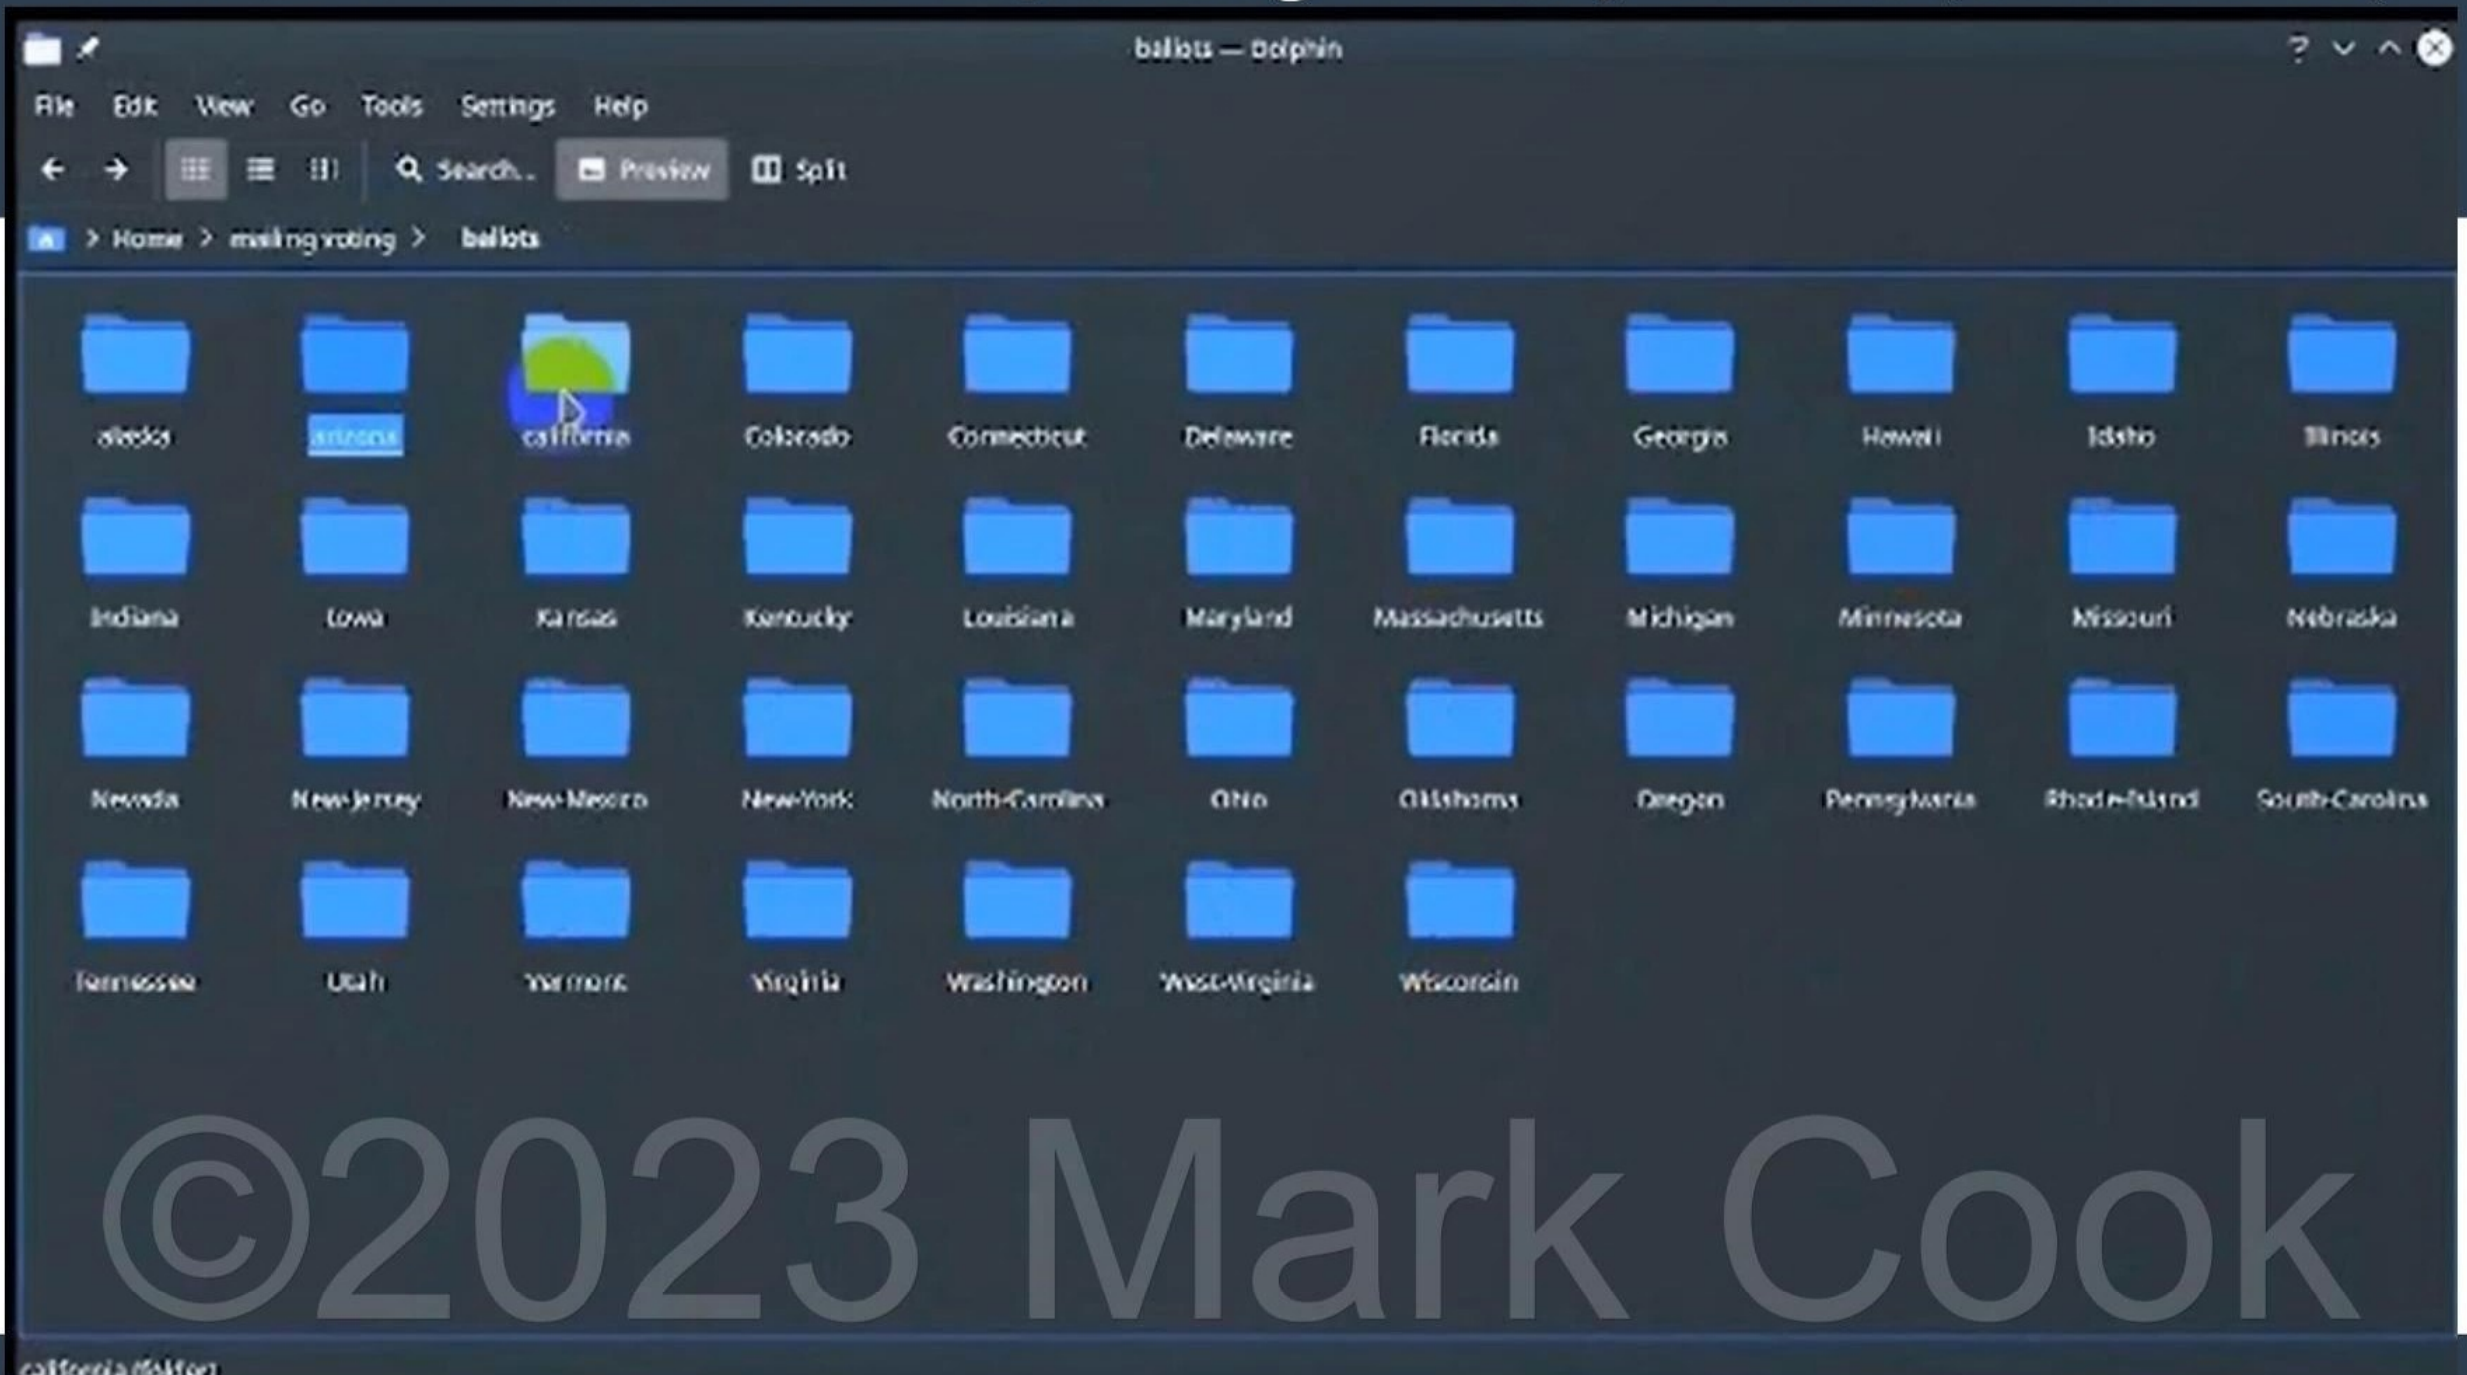 ballots — Dolphin
File Edit View Go Tools Settings Help
Search... Preview Split
> Home > mailing voting > ballots
alaska arizona california Colorado Connecticut Delaware Florida Georgia Hawaii Idaho Illinois
Indiana Iowa Kansas Kentucky Louisiana Maryland Massachusetts Michigan Minnesota Missouri Nebraska
Nevada New-Jersey New-Mexico New-York North-Carolina Ohio Oklahoma Oregon Pennsylvania Rhode-Island South-Carolina
Tennessee Utah Vermont Virginia Washington West-Virginia Wisconsin
©2023 Mark Cook
california (folder)